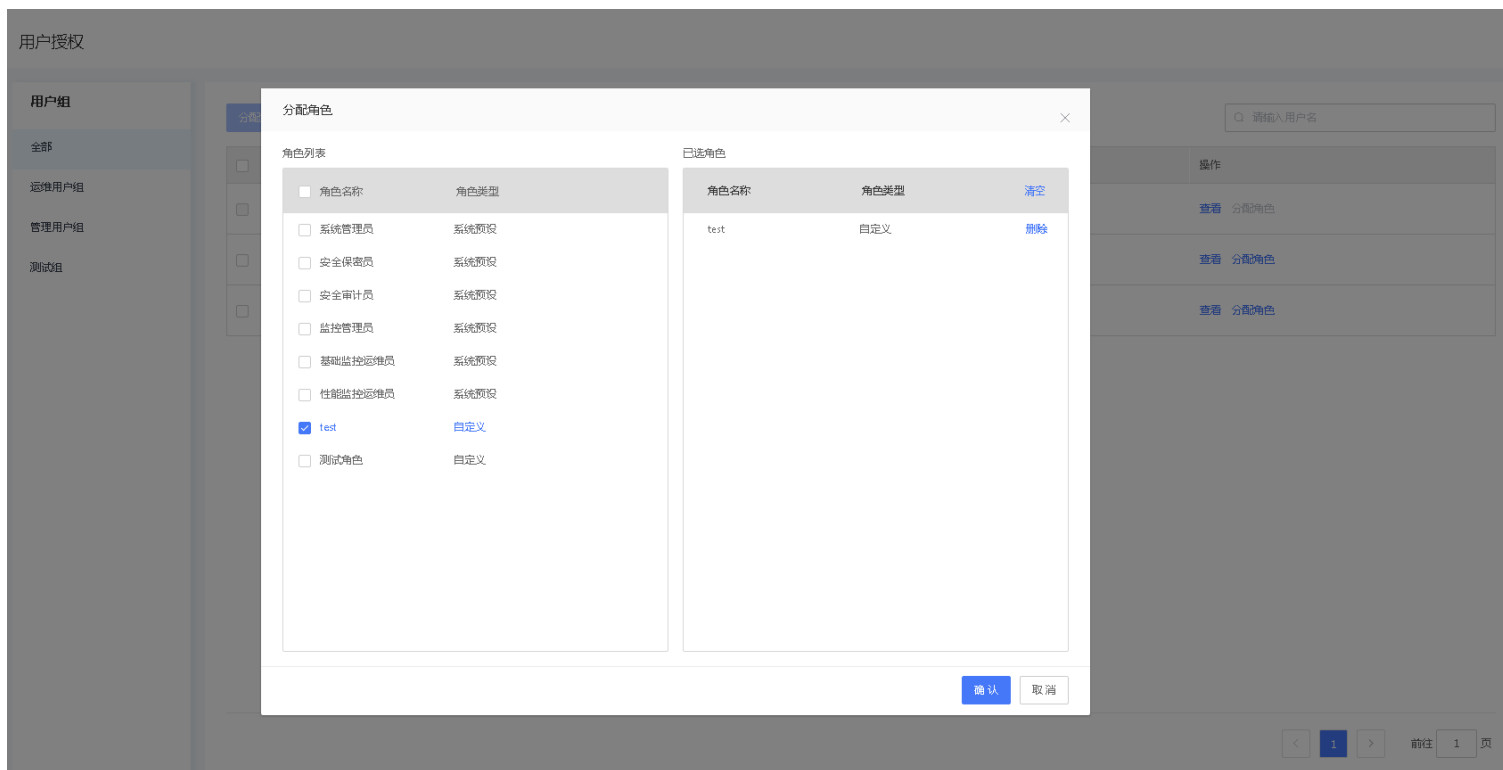 用户授权
用户组
全部
运维用户组
管理用户组
测试组
分配
请输入用户名
操作
查看 分配角色
查看 分配角色
查看 分配角色
分配角色
角色列表
角色名称 角色类型
系统管理员 系统预设
安全保密员 系统预设
安全审计员 系统预设
监控管理员 系统预设
基础监控运维员 系统预设
性能监控运维员 系统预设
test 自定义
测试角色 自定义
已选角色
角色名称 角色类型 清空
test 自定义 删除
确认 取消
1 前往 1 页